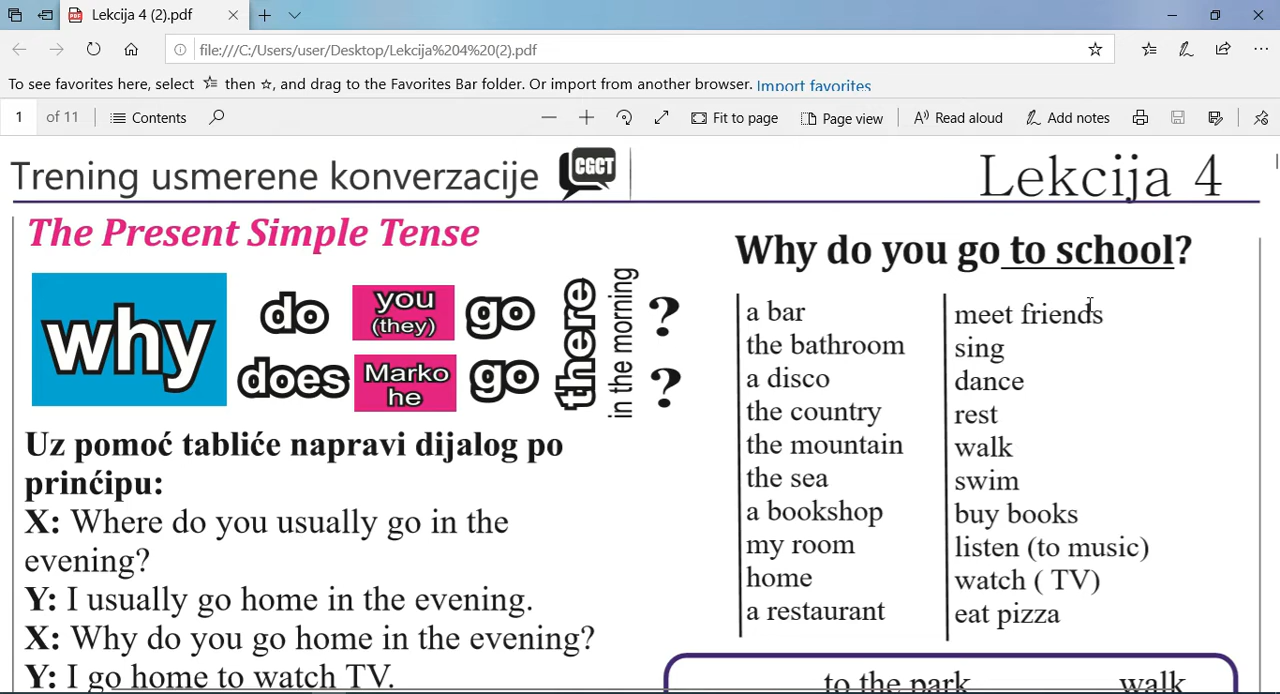 Lekcija 4 (2).pdf
file:///C:/Users/user/Desktop/Lekcija%204%20(2).pdf
To see favorites here, select then ☆, and drag to the Favorites Bar folder. Or import from another browser. Import favorites
1 of 11 Contents Fit to page Page view Read aloud Add notes
Trening usmerene konverzacije CGCT Lekcija 4
The Present Simple Tense
why do you (they) go there in the morning ?
does Marko he go ?
Uz pomoć tabliće napravi dijalog po
prinćipu:
X: Where do you usually go in the
evening?
Y: I usually go home in the evening.
X: Why do you go home in the evening?
Y: I go home to watch TV.
Why do you go to school?
a bar
the bathroom
a disco
the country
the mountain
the sea
a bookshop
my room
home
a restaurant
meet friends
sing
dance
rest
walk
swim
buy books
listen (to music)
watch ( TV)
eat pizza
to the park walk